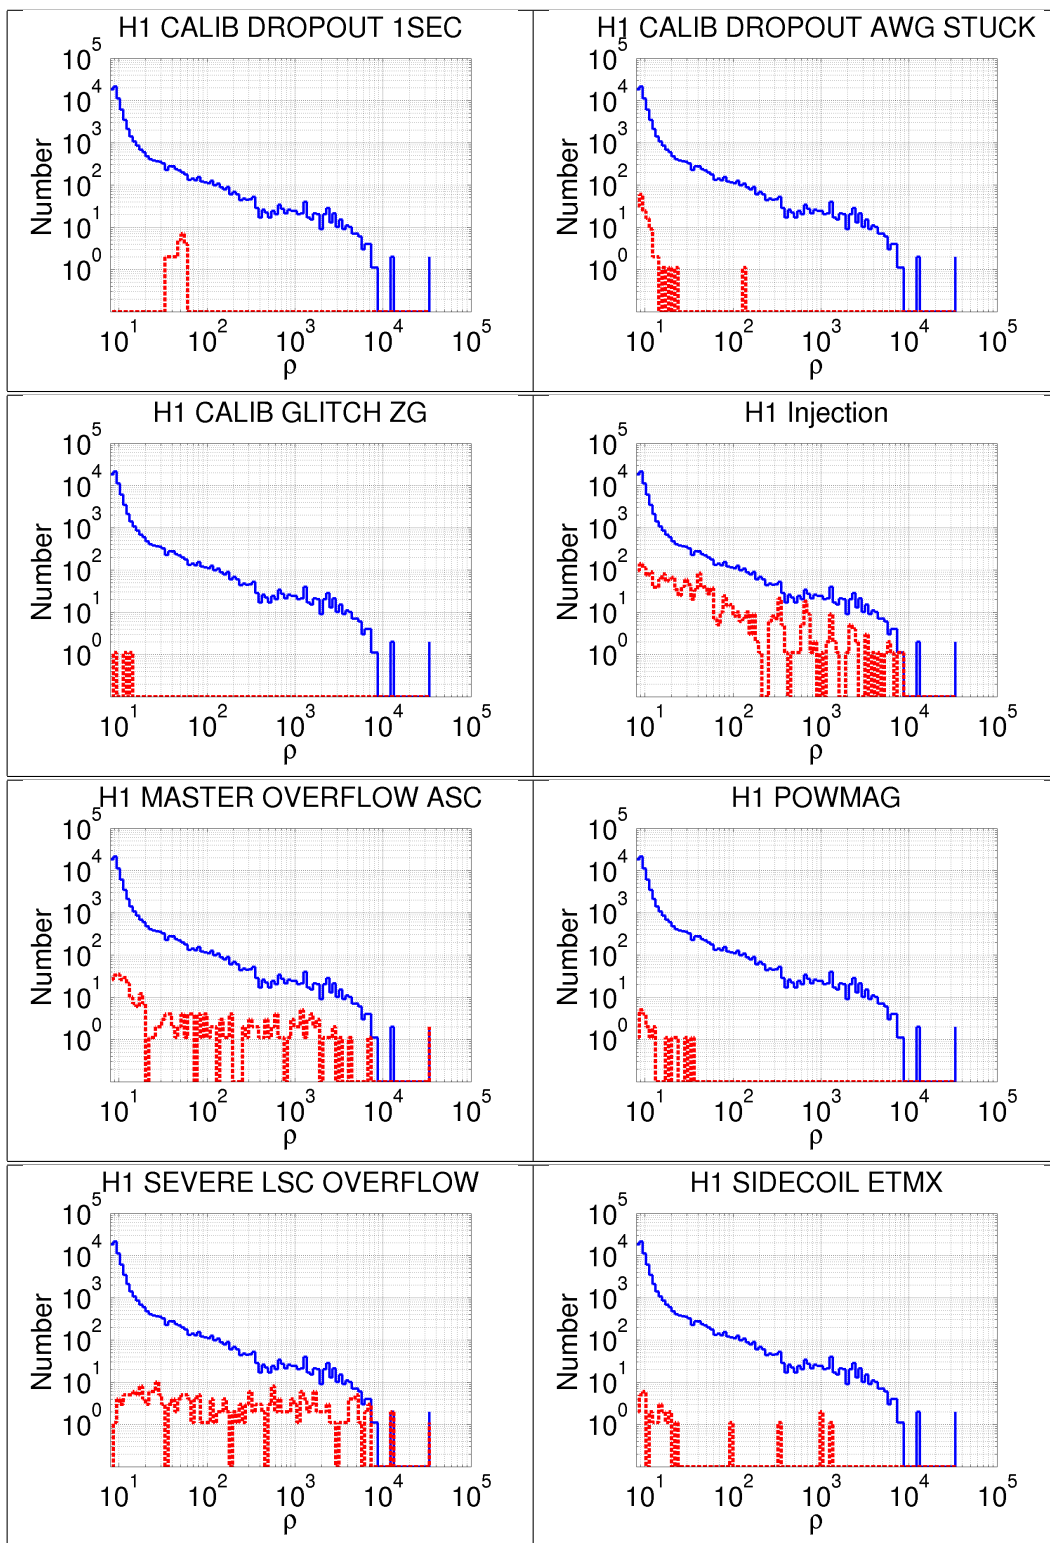 H1 CALIB DROPOUT 1SEC
Number
10^5
10^4
10^3
10^2
10^1
10^0
10^1 10^2 10^3 10^4 10^5
ρ
H1 CALIB DROPOUT AWG STUCK
Number
10^5
10^4
10^3
10^2
10^1
10^0
10^1 10^2 10^3 10^4 10^5
ρ
H1 CALIB GLITCH ZG
Number
10^5
10^4
10^3
10^2
10^1
10^0
10^1 10^2 10^3 10^4 10^5
ρ
H1 Injection
Number
10^5
10^4
10^3
10^2
10^1
10^0
10^1 10^2 10^3 10^4 10^5
ρ
H1 MASTER OVERFLOW ASC
Number
10^5
10^4
10^3
10^2
10^1
10^0
10^1 10^2 10^3 10^4 10^5
ρ
H1 POWMAG
Number
10^5
10^4
10^3
10^2
10^1
10^0
10^1 10^2 10^3 10^4 10^5
ρ
H1 SEVERE LSC OVERFLOW
Number
10^5
10^4
10^3
10^2
10^1
10^0
10^1 10^2 10^3 10^4 10^5
ρ
H1 SIDECOIL ETMX
Number
10^5
10^4
10^3
10^2
10^1
10^0
10^1 10^2 10^3 10^4 10^5
ρ